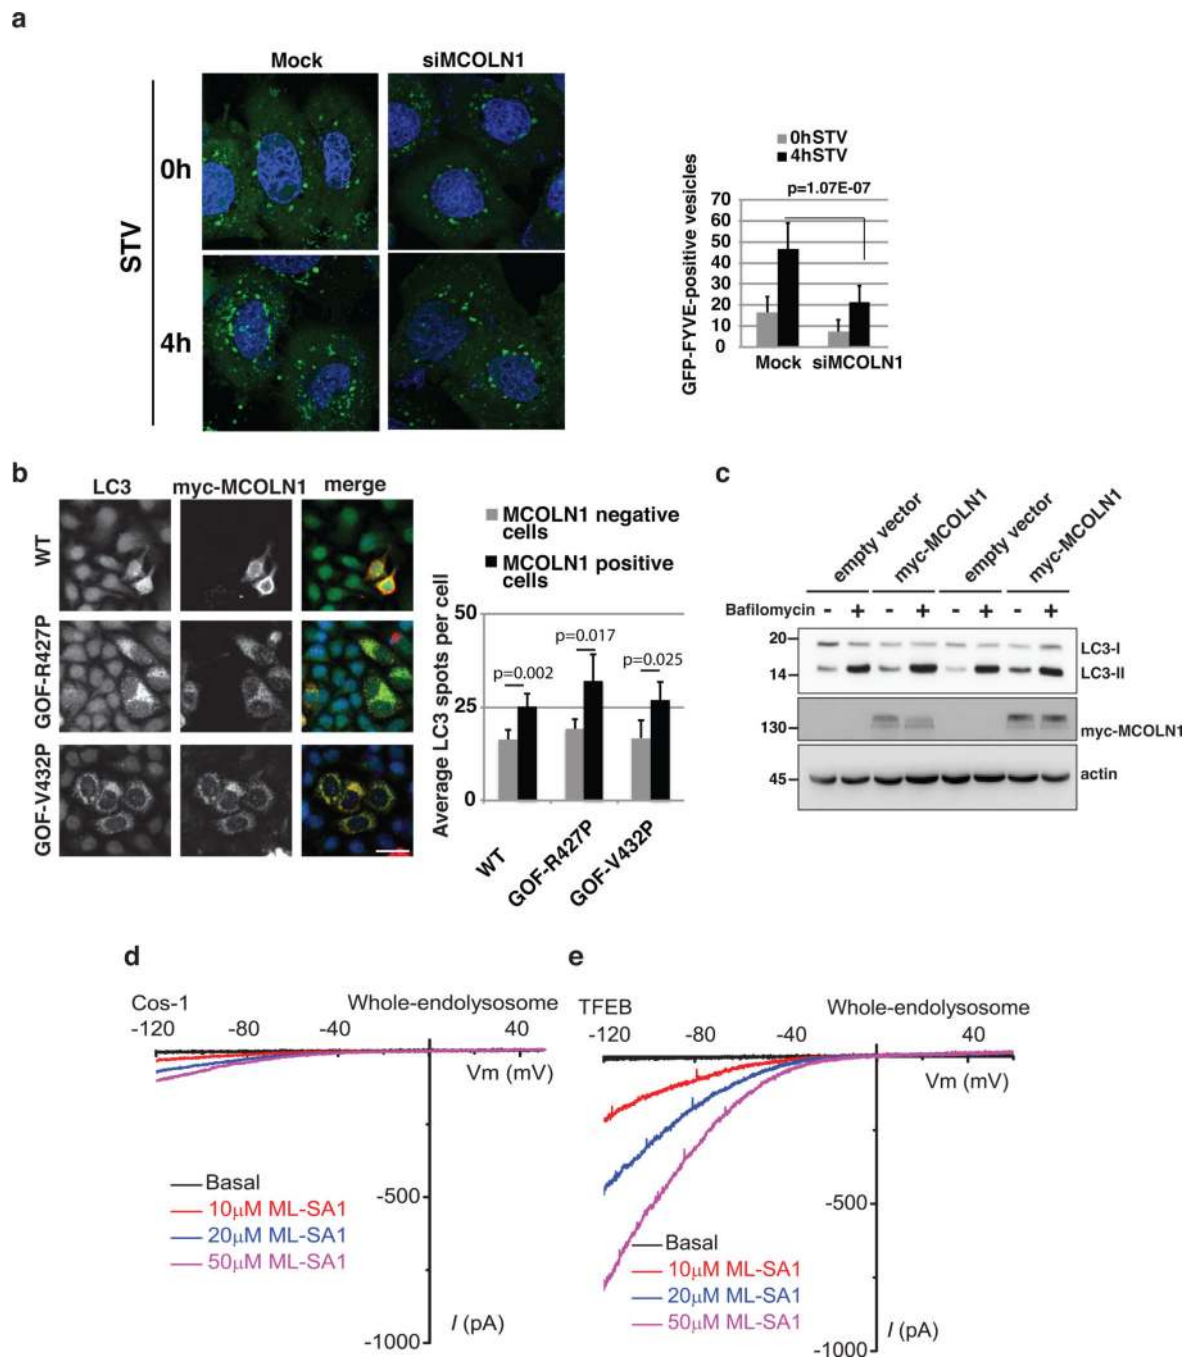 a
Mock siMCOLN1
STV
0h
4h
0hSTV
4hSTV
p=1.07E-07
GFP-FYVE-positive vesicles
70
60
50
40
30
20
10
0
Mock siMCOLN1
b
LC3 myc-MCOLN1 merge
WT
GOF-R427P
GOF-V432P
MCOLN1 negative
cells
MCOLN1 positive
cells
Average LC3 spots per cell
50
25
0
p=0.002
p=0.017
p=0.025
WT
GOF-R427P
GOF-V432P
c
empty vector
myc-MCOLN1
empty vector
myc-MCOLN1
Bafilomycin - + - + - + - +
20
14
LC3-I
LC3-II
130
myc-MCOLN1
45
actin
d
Cos-1 Whole-endolysosome
-120 -80 40
Vm (mV)
Basal
10μM ML-SA1
20μM ML-SA1
50μM ML-SA1
-500
I (pA)
-1000
e
TFEB Whole-endolysosome
-120 -80 -40 40
Vm (mV)
-500
Basal
10μM ML-SA1
20μM ML-SA1
50μM ML-SA1
I (pA)
-1000